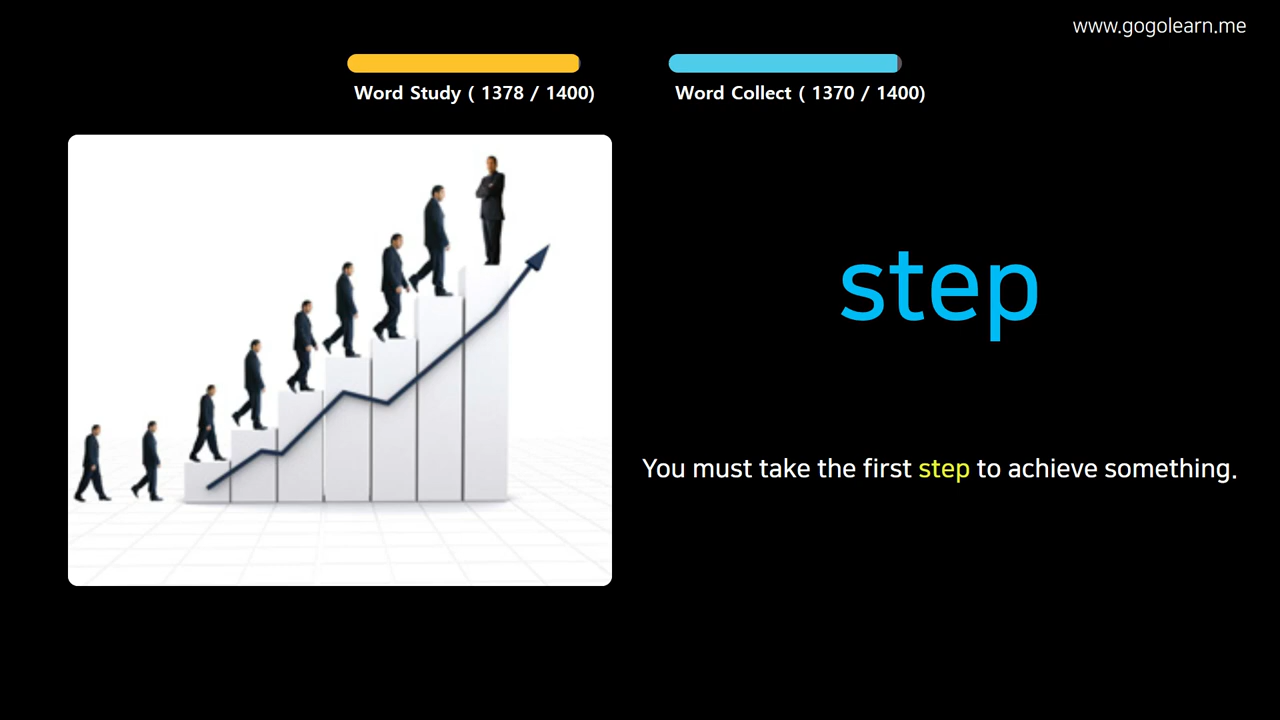 www.gogolearn.me
Word Study ( 1378 / 1400)
Word Collect ( 1370 / 1400)
step
You must take the first step to achieve something.